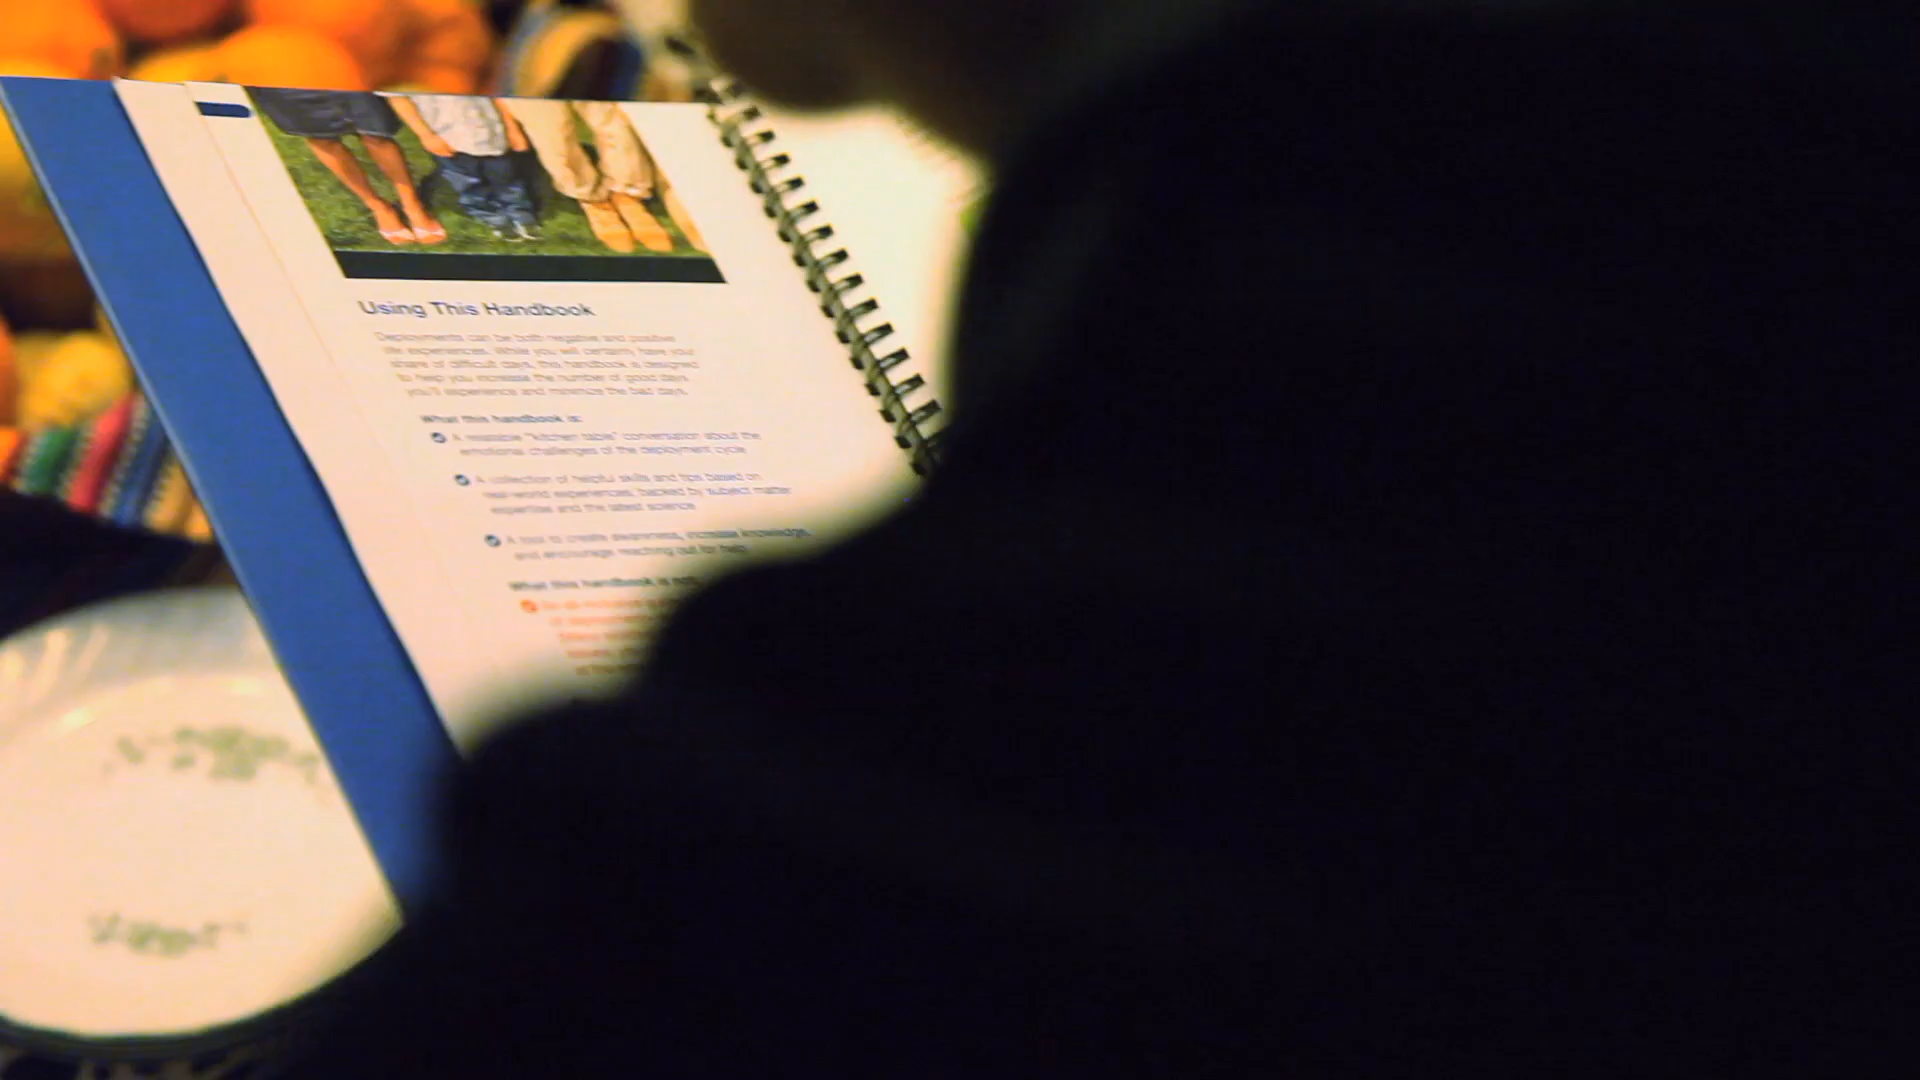 Using This Handbook
Deployments can be both negative and positive
life experiences. While you will certainly have your
share of difficult days, this handbook is designed
to help you increase the number of good days
you'll experience and minimize the bad days.
What this handbook is:
A readable "kitchen table" conversation about the
emotional challenges of the deployment cycle
A collection of helpful skills and tips based on
real-world experiences, backed by subject matter
expertise and the latest science
A tool to create awareness, increase knowledge,
and encourage reaching out for help
What this handbook is not